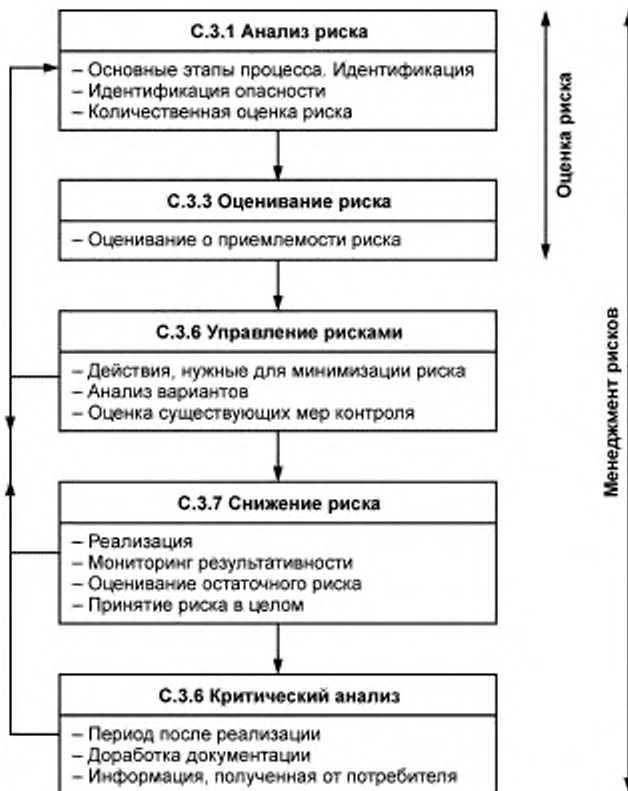 С.3.1 Анализ риска
– Основные этапы процесса. Идентификация
– Идентификация опасности
– Количественная оценка риска
С.3.3 Оценивание риска
– Оценивание о приемлемости риска
С.3.6 Управление рисками
– Действия, нужные для минимизации риска
– Анализ вариантов
– Оценка существующих мер контроля
С.3.7 Снижение риска
– Реализация
– Мониторинг результативности
– Оценивание остаточного риска
– Принятие риска в целом
С.3.6 Критический анализ
– Период после реализации
– Доработка документации
– Информация, полученная от потребителя
Оценка риска
Менеджмент рисков